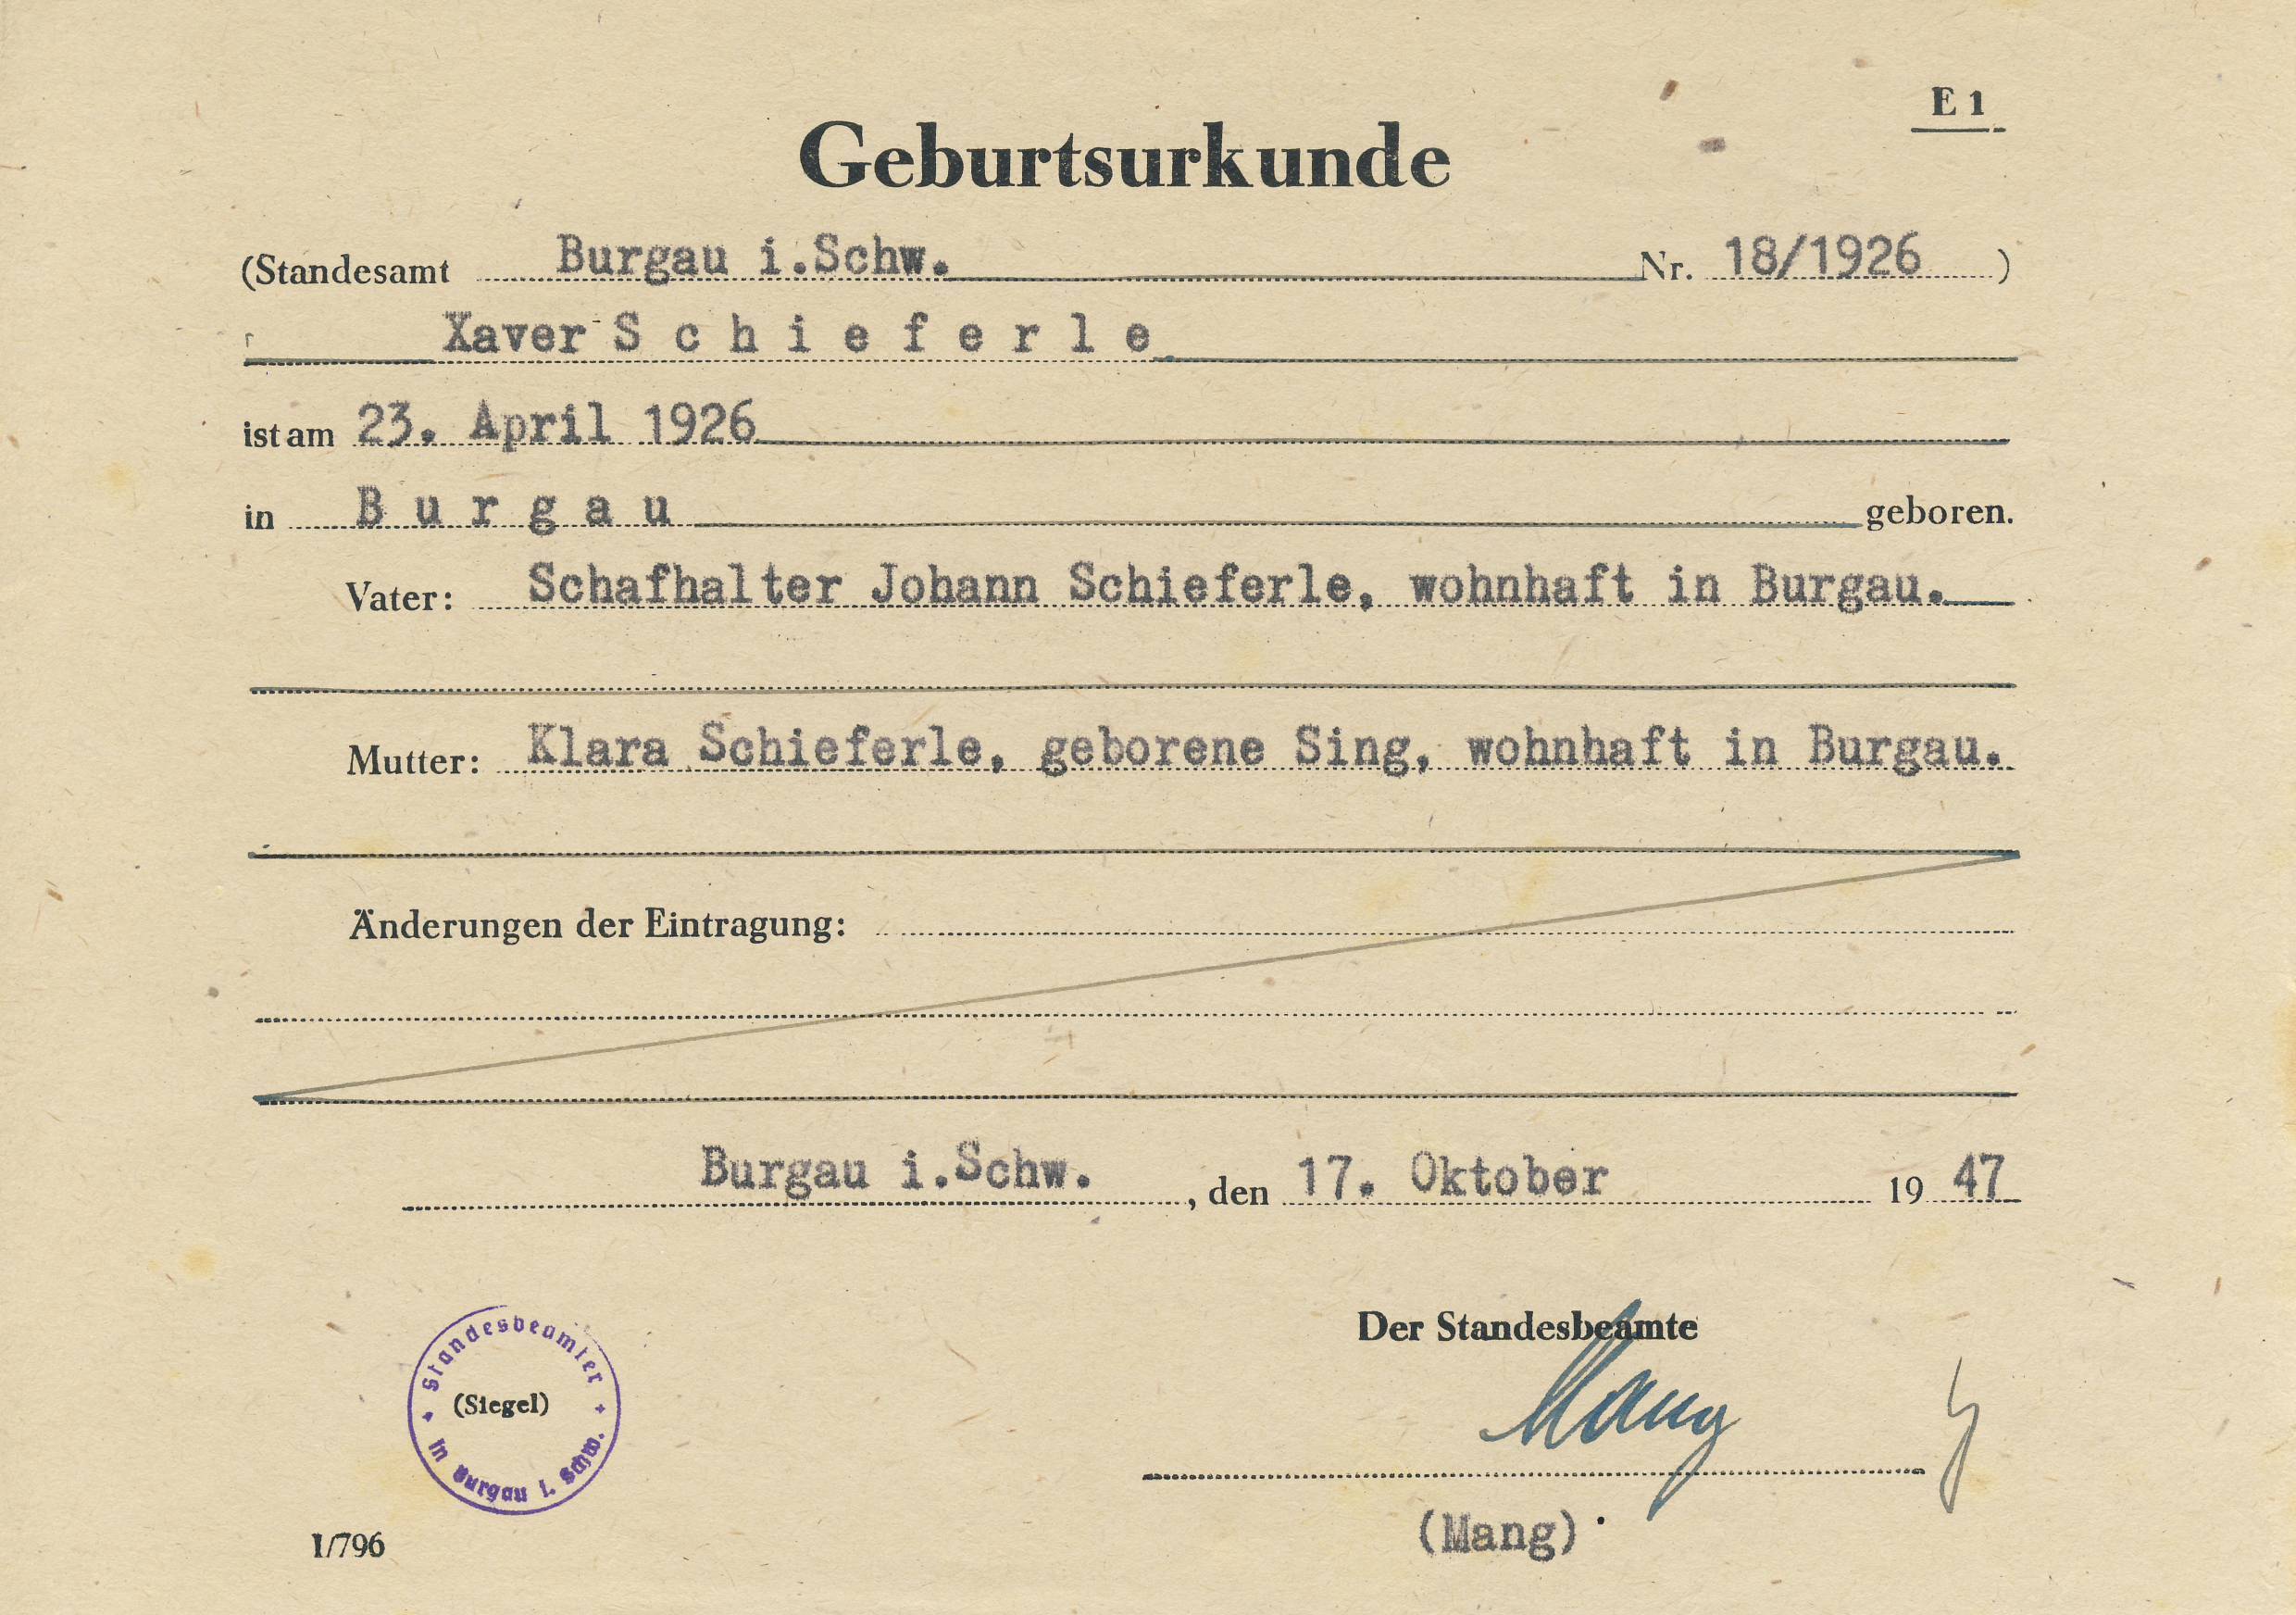 E 1
Geburtsurkunde
(Standesamt Burgau i.Schw. Nr. 18/1926 )
Xaver S c h i e f e r l e
ist am 23. April 1926
in B u r g a u geboren.
Vater: Schafhalter Johann Schieferle, wohnhaft in Burgau.
Mutter: Klara Schieferle, geborene Sing, wohnhaft in Burgau.
Änderungen der Eintragung:
Burgau i.Schw. , den 17. Oktober 19 47
Der Standesbeamte
Standesbeamter
(Siegel)
in Burgau i. Schw.
Mang
(Mang)
I/796